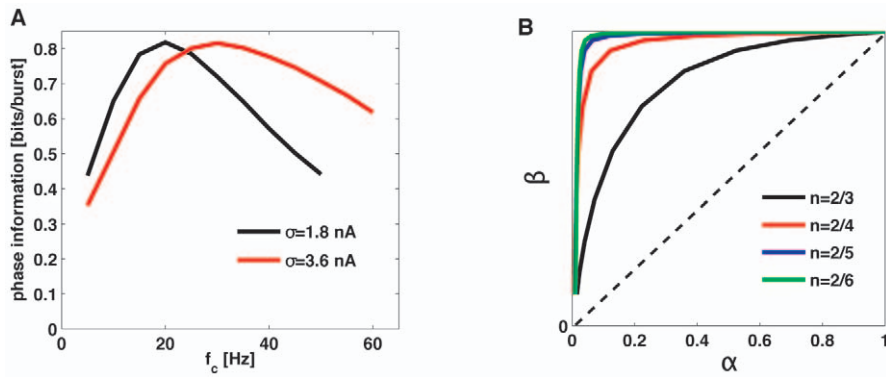 A
phase information [bits/burst]
0.8
0.7
0.6
0.5
0.4
0.3
0.2
0.1
0
0 20 40 60
f_c [Hz]
σ=1.8 nA
σ=3.6 nA
B
β
0
0 0.2 0.4 0.6 0.8 1
α
n=2/3
n=2/4
n=2/5
n=2/6